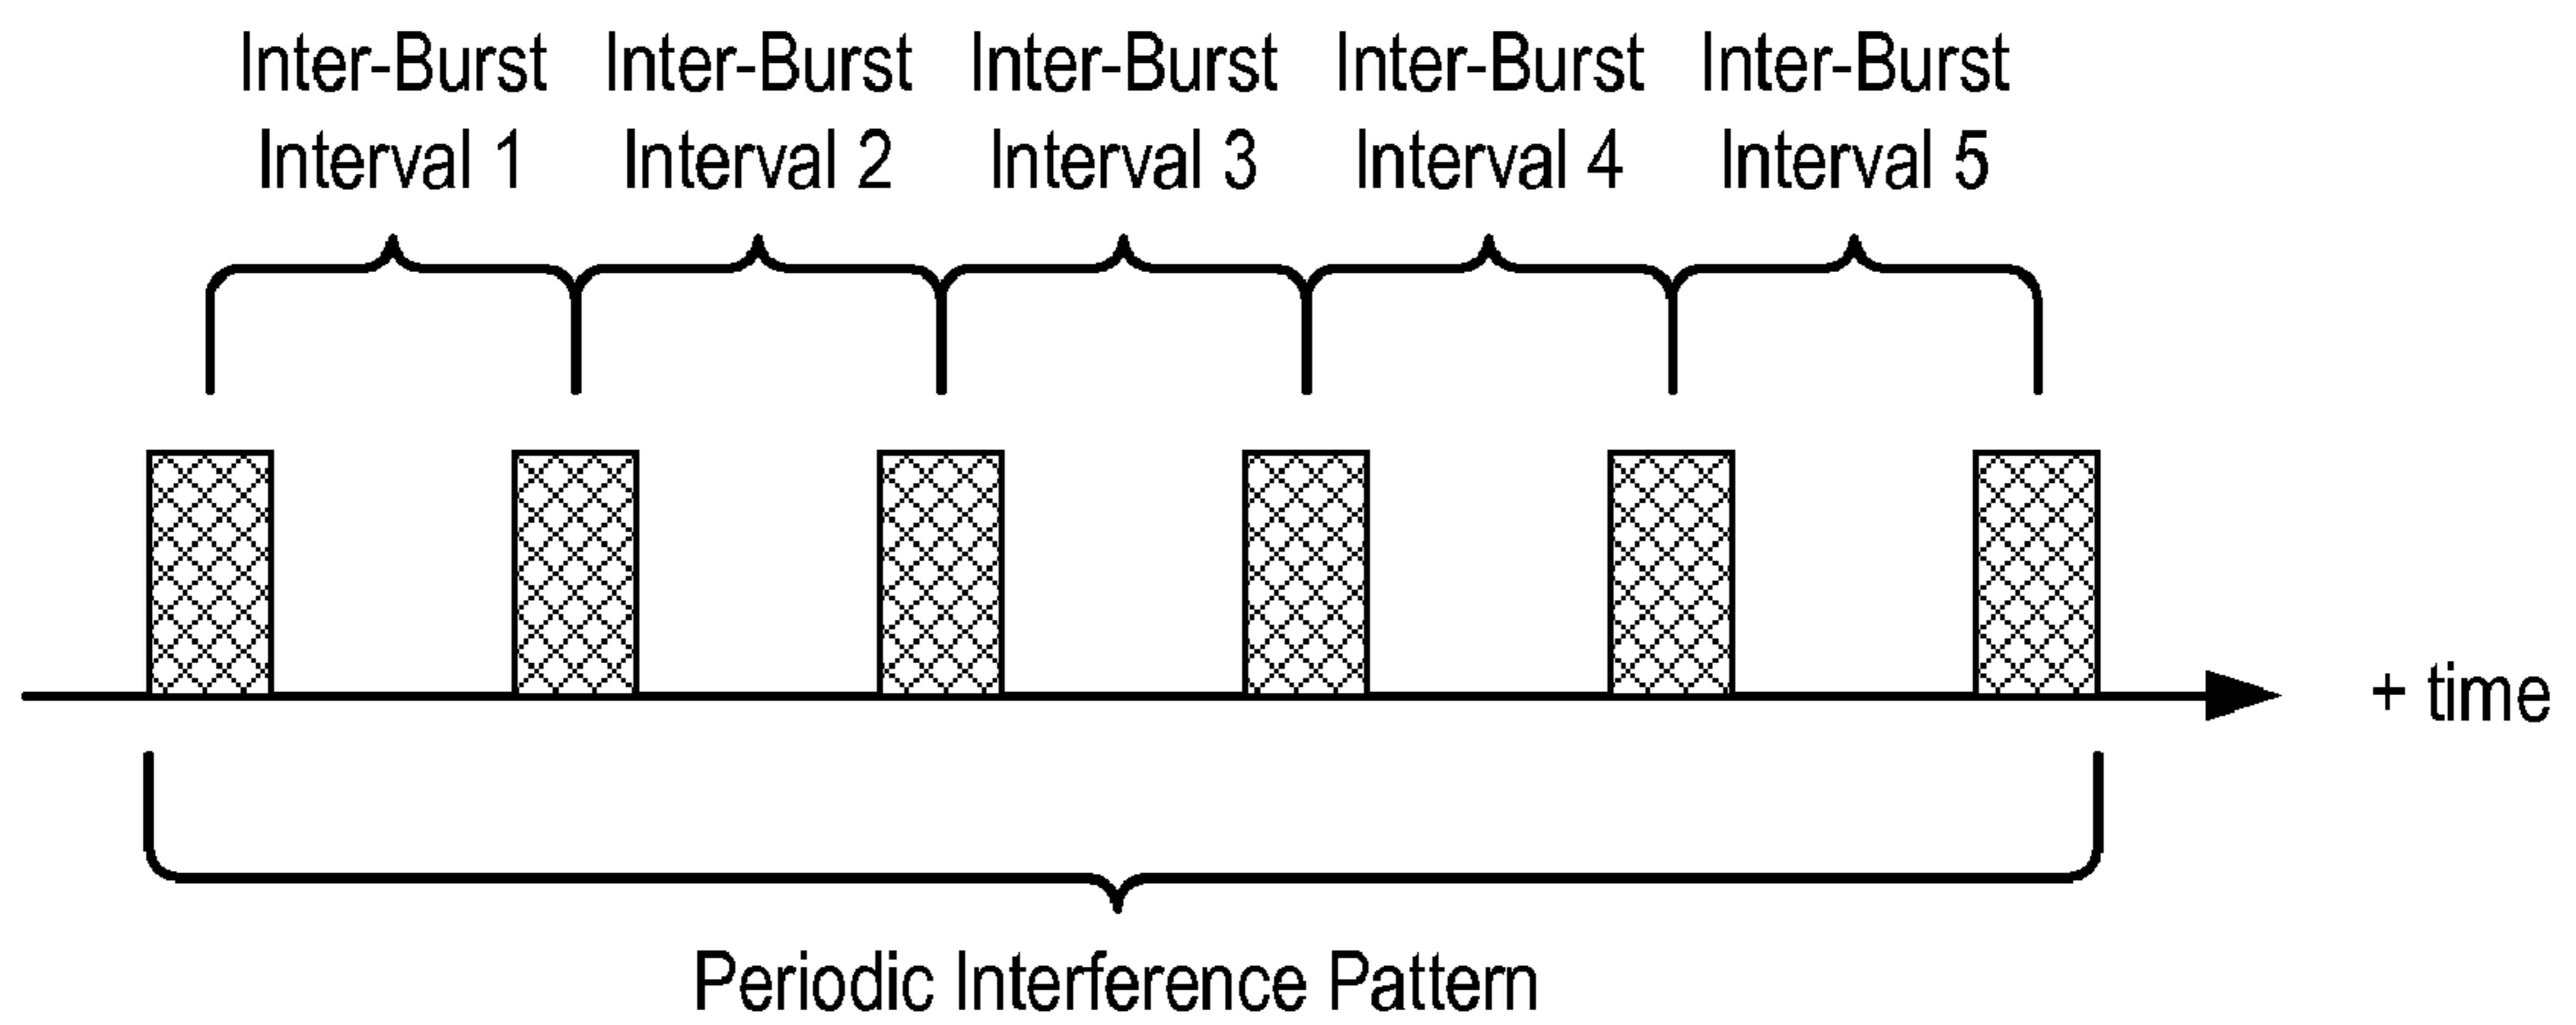 Inter-Burst Inter-Burst Inter-Burst Inter-Burst Inter-Burst
Interval 1 Interval 2 Interval 3 Interval 4 Interval 5
+ time
Periodic Interference Pattern